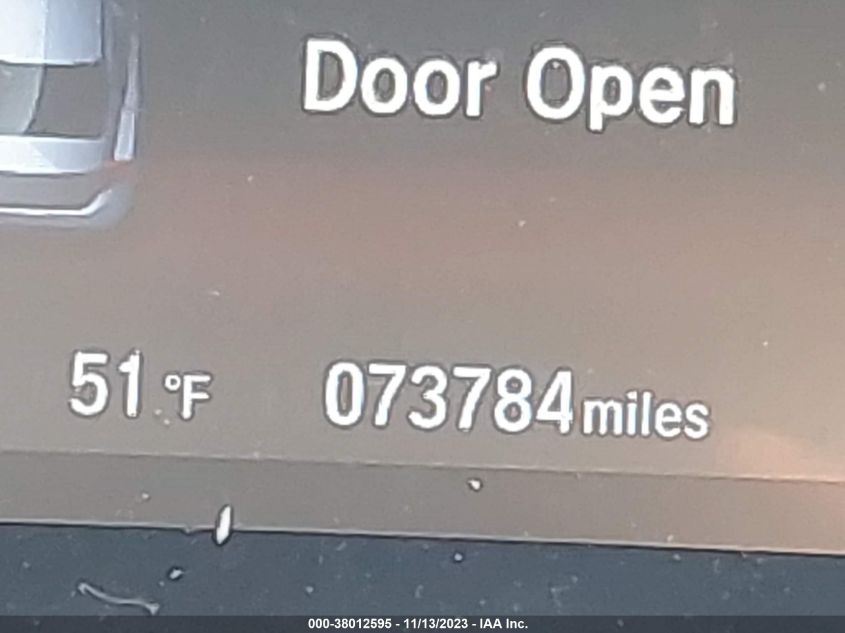 Door Open
51 °F 073784 miles
000-38012595 - 11/13/2023 - IAA Inc.